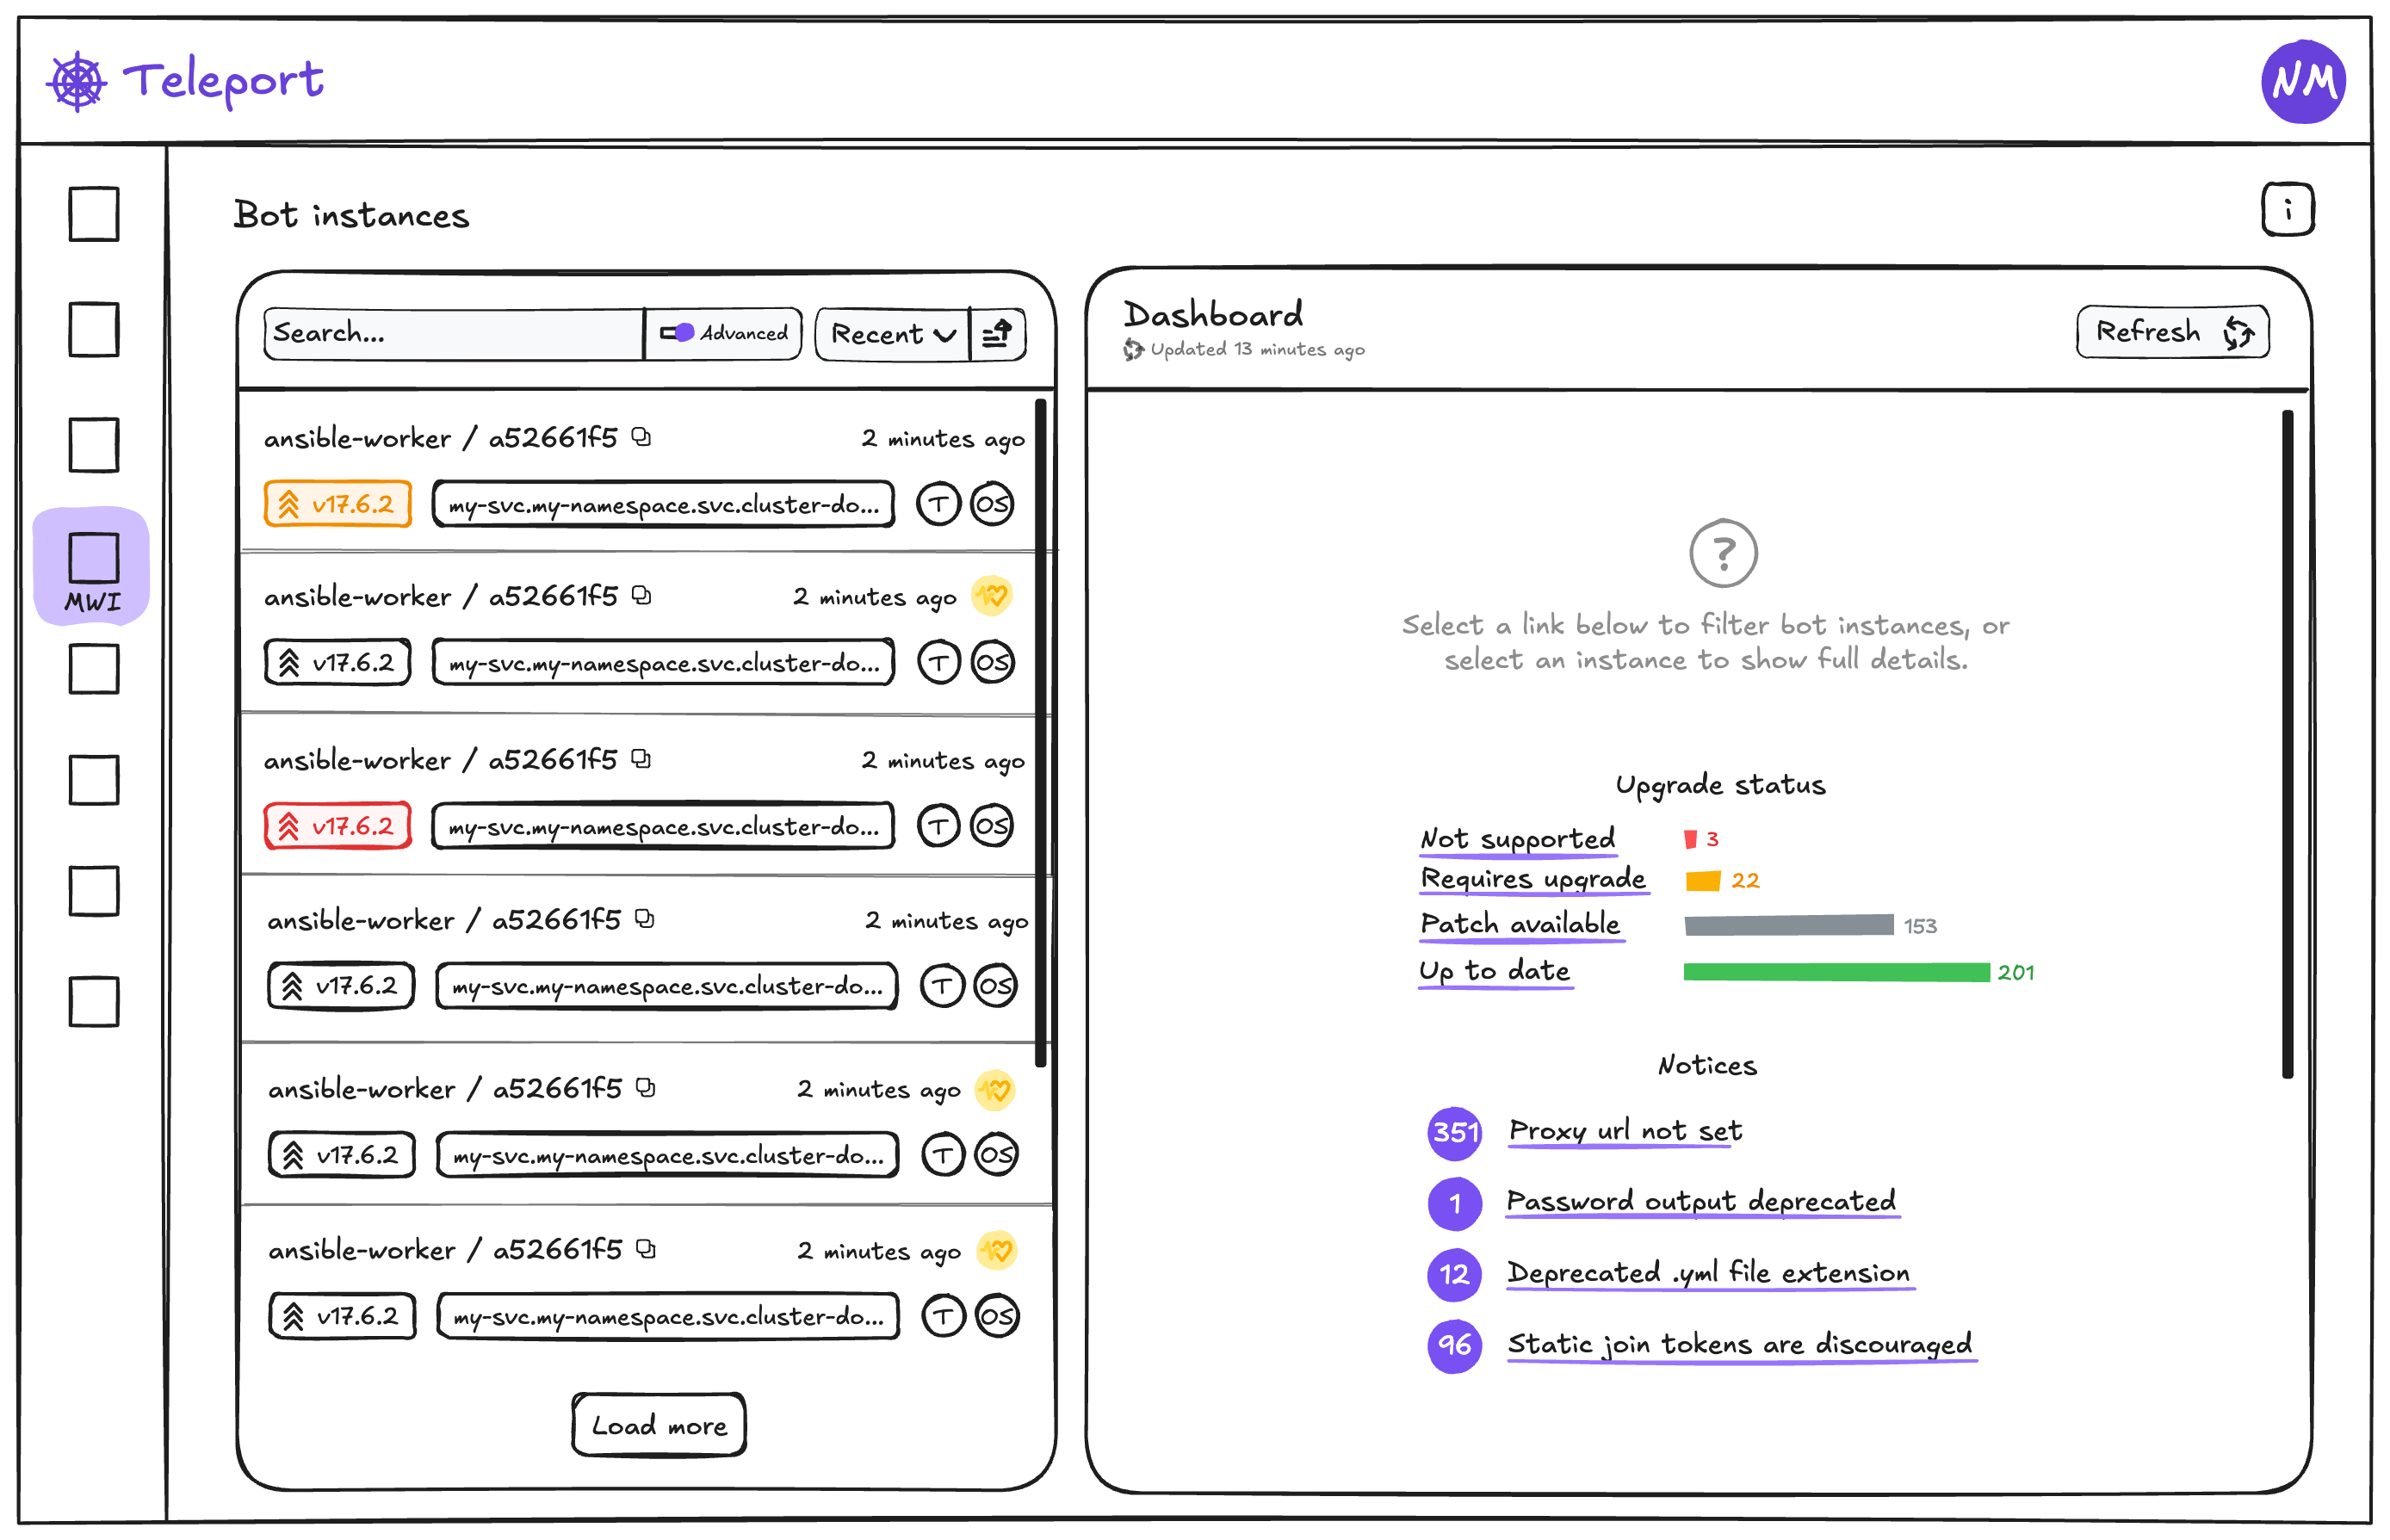 Teleport
NM
Bot instances
i
Search...
Advanced
Recent
Dashboard
Updated 13 minutes ago
Refresh
ansible-worker / a52661f5
2 minutes ago
v17.6.2
my-svc.my-namespace.svc.cluster-do...
T
OS
ansible-worker / a52661f5
2 minutes ago
v17.6.2
my-svc.my-namespace.svc.cluster-do...
T
OS
MWI
ansible-worker / a52661f5
2 minutes ago
v17.6.2
my-svc.my-namespace.svc.cluster-do...
T
OS
ansible-worker / a52661f5
2 minutes ago
v17.6.2
my-svc.my-namespace.svc.cluster-do...
T
OS
ansible-worker / a52661f5
2 minutes ago
v17.6.2
my-svc.my-namespace.svc.cluster-do...
T
OS
ansible-worker / a52661f5
2 minutes ago
v17.6.2
my-svc.my-namespace.svc.cluster-do...
T
OS
Load more
?
Select a link below to filter bot instances, or
select an instance to show full details.
Upgrade status
Not supported 3
Requires upgrade 22
Patch available 153
Up to date 201
Notices
351 Proxy url not set
1 Password output deprecated
12 Deprecated .yml file extension
96 Static join tokens are discouraged